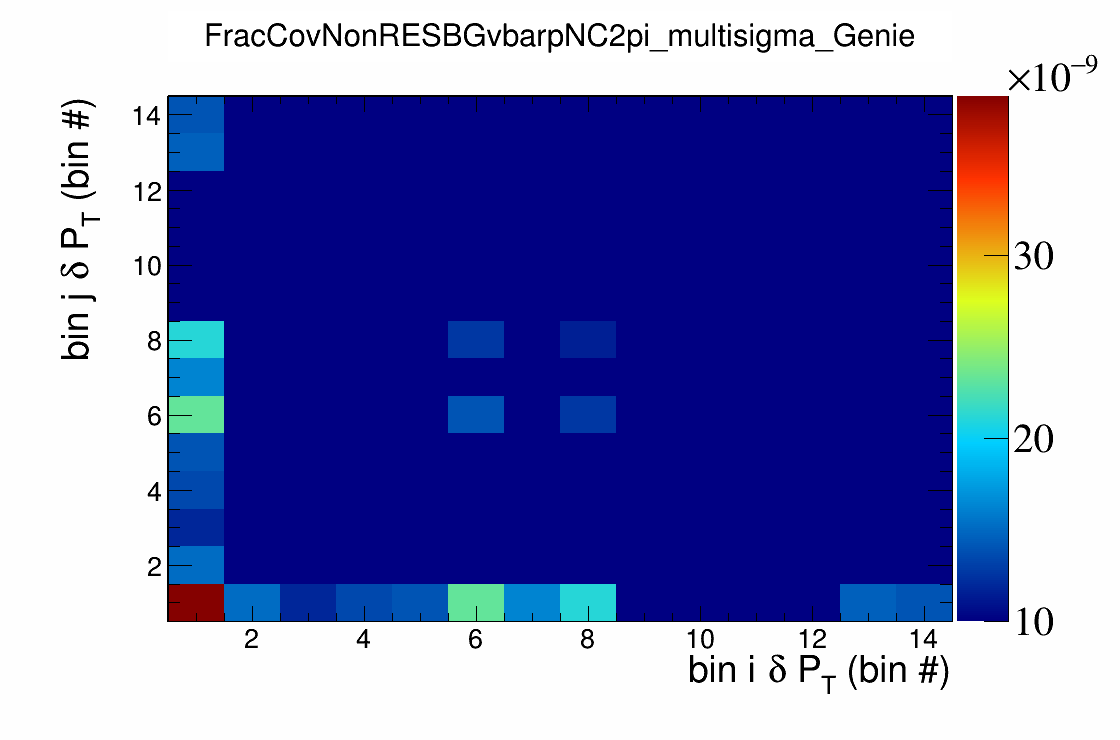 FracCovNonRESBGvbarpNC2pi_multisigma_Genie
×10⁻⁹
bin j δ P_T (bin #)
14
12
10
8
6
4
2
30
20
10
2 4 6 8 10 12 14
bin i δ P_T (bin #)